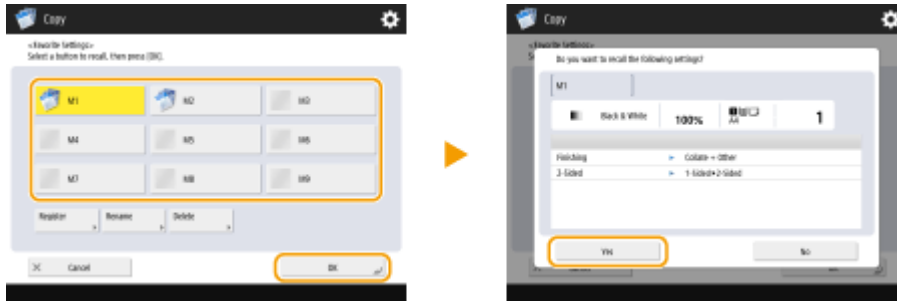 Copy
<Favorite Settings>
Select a button to recall, then press [OK].
M1
M2
M3
M4
M5
M6
M7
M8
M9
Register
Rename
Delete
Cancel
OK
Copy
<Favorite Settings>
Do you want to recall the following settings?
M1
Black & White
100%
A4
1
Finishing
Collate + Other
2-Sided
1-Sided▸2-Sided
Yes
No